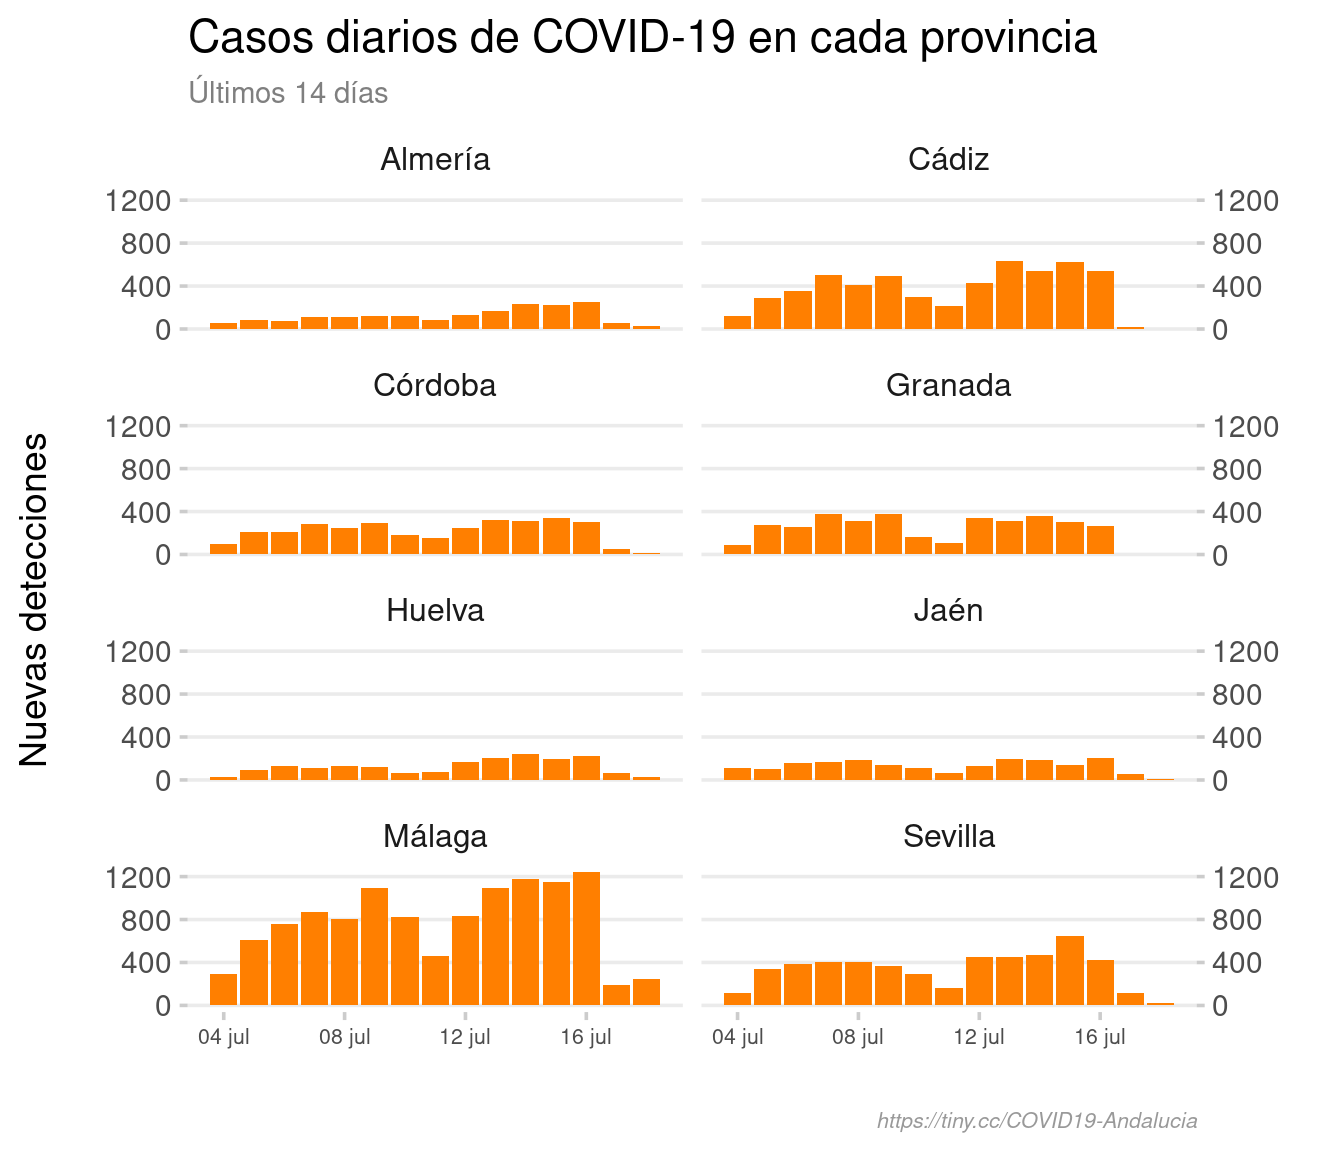 Casos diarios de COVID-19 en cada provincia
Últimos 14 días
Nuevas detecciones
Almería
Cádiz
1200
800
400
0
1200
800
400
0
Córdoba
Granada
1200
800
400
0
1200
800
400
0
Huelva
Jaén
1200
800
400
0
1200
800
400
0
Málaga
Sevilla
1200
800
400
0
1200
800
400
0
04 jul 08 jul 12 jul 16 jul
04 jul 08 jul 12 jul 16 jul
https://tiny.cc/COVID19-Andalucia